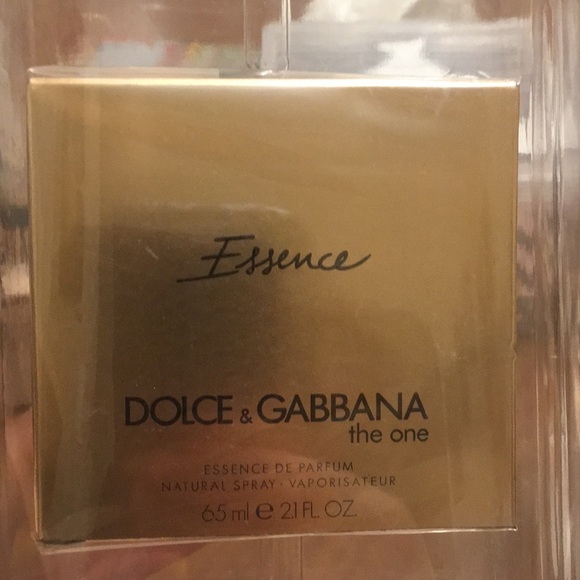 Essence
DOLCE & GABBANA
the one
ESSENCE DE PARFUM
NATURAL SPRAY · VAPORISATEUR
65 ml e 2.1 FL. OZ.